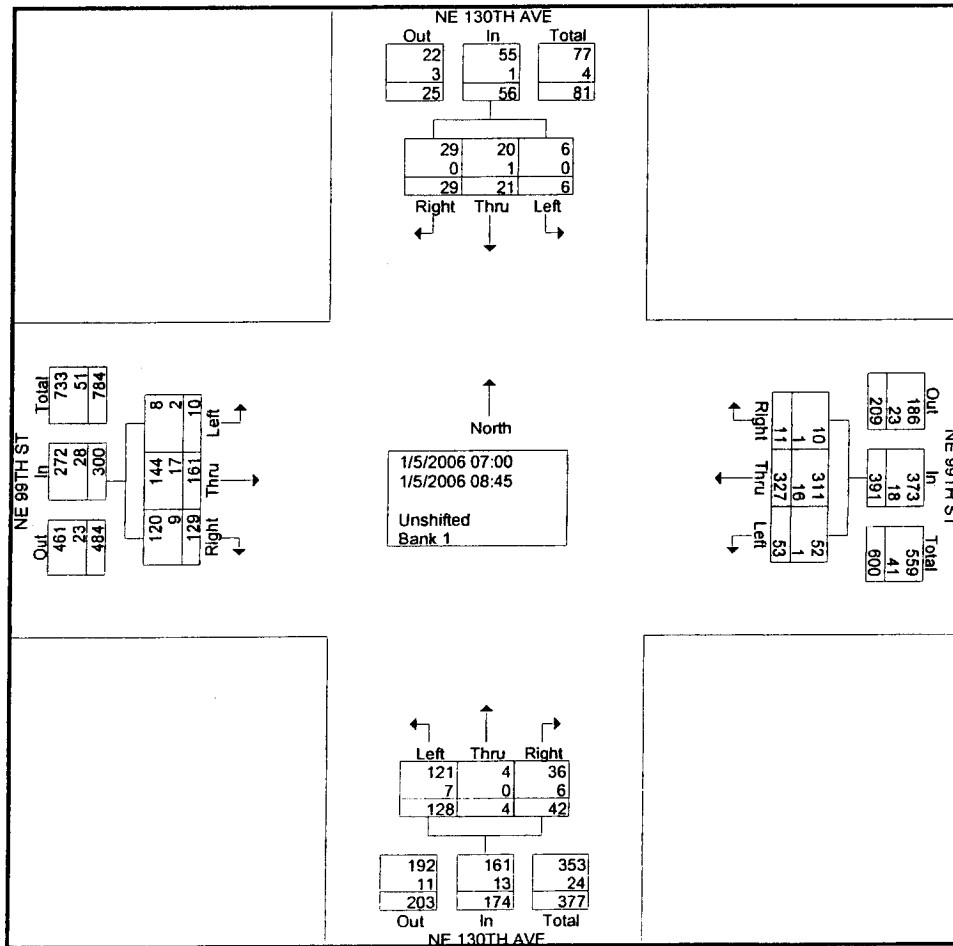 NE 130TH AVE
Out In Total
22 55 77
3 1 4
25 56 81
29 20 6
0 1 0
29 21 6
Right Thru Left
NE 99TH ST
Total In Out
733 272 461
51 28 23
784 300 484
8 144 120
2 17 9
10 161 129
Left Thru Right
North
1/5/2006 07:00
1/5/2006 08:45
Unshifted
Bank 1
NE 99TH ST
Out In Total
186 373 559
23 18 41
209 391 600
10 311 52
1 16 1
11 327 53
Right Thru Left
Left Thru Right
121 4 36
7 0 6
128 4 42
192 161 353
11 13 24
203 174 377
Out In Total
NE 130TH AVE